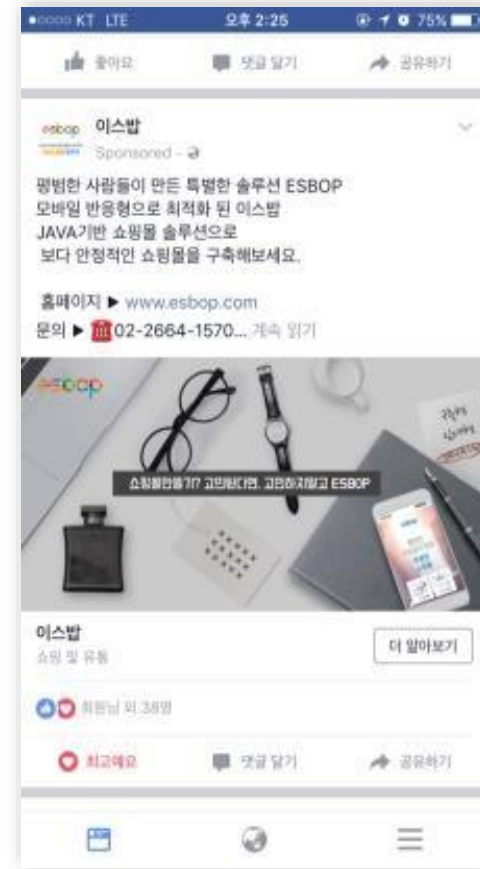 KT LTE 오후 2:25 75%
좋아요 댓글 달기 공유하기
esbop 이스밥
Sponsored
평범한 사람들이 만든 특별한 솔루션 ESBOP
모바일 반응형으로 최적화 된 이스밥
JAVA기반 쇼핑몰 솔루션으로
보다 안정적인 쇼핑몰을 구축해보세요.
홈페이지 ▶ www.esbop.com
문의 ▶ ☎02-2664-1570... 계속 읽기
esbop
쇼핑몰만들기? 고민된다면, 고민하지말고 ESBOP
이스밥
쇼핑 및 유통
더 알아보기
회원님 외 38명
최고예요 댓글 달기 공유하기